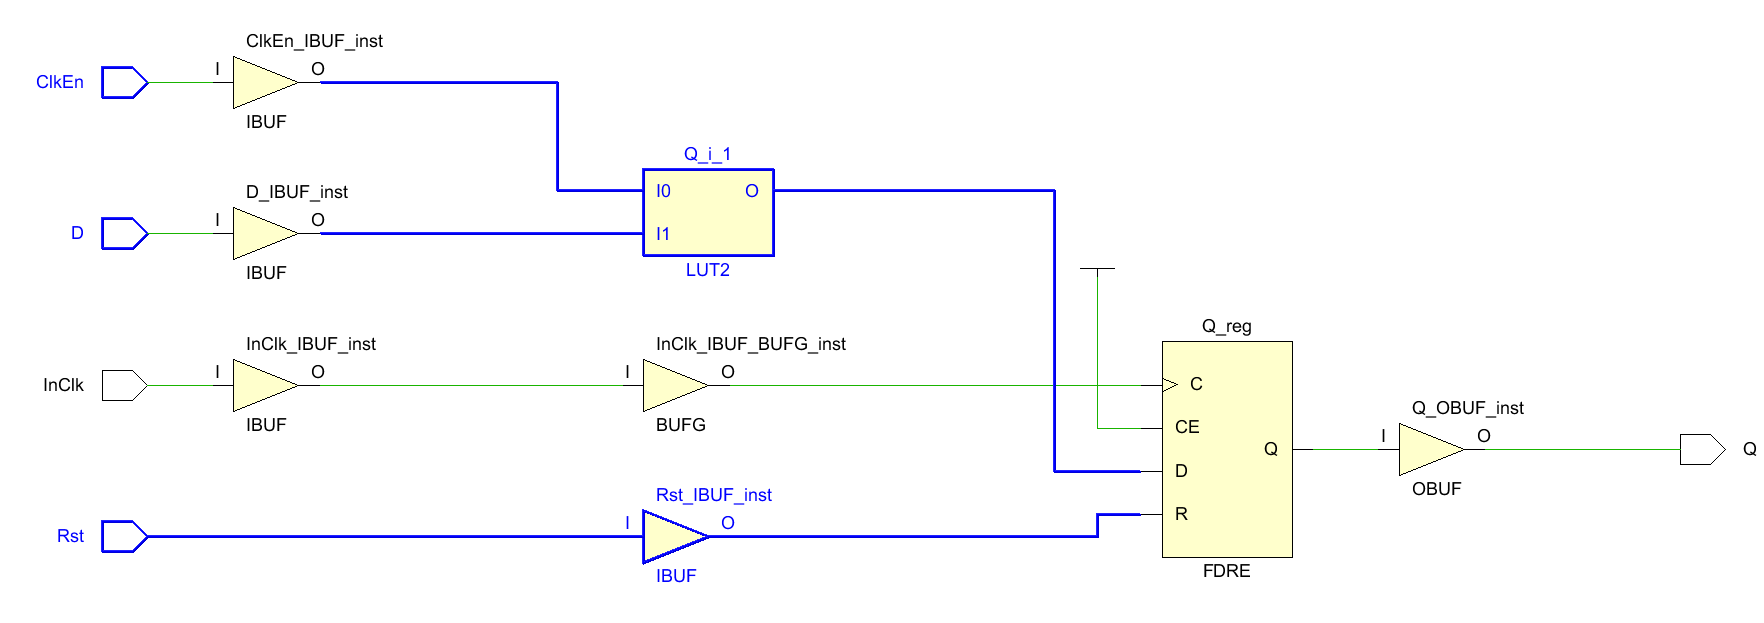 ClkEn_IBUF_inst
ClkEn
I
O
IBUF
Q_i_1
D_IBUF_inst
I0
O
D
I
O
I1
IBUF
LUT2
Q_reg
InClk_IBUF_inst
InClk_IBUF_BUFG_inst
InClk
I
O
I
O
C
IBUF
BUFG
CE
Q_OBUF_inst
Q
I
O
Q
D
OBUF
Rst_IBUF_inst
R
Rst
I
O
IBUF
FDRE